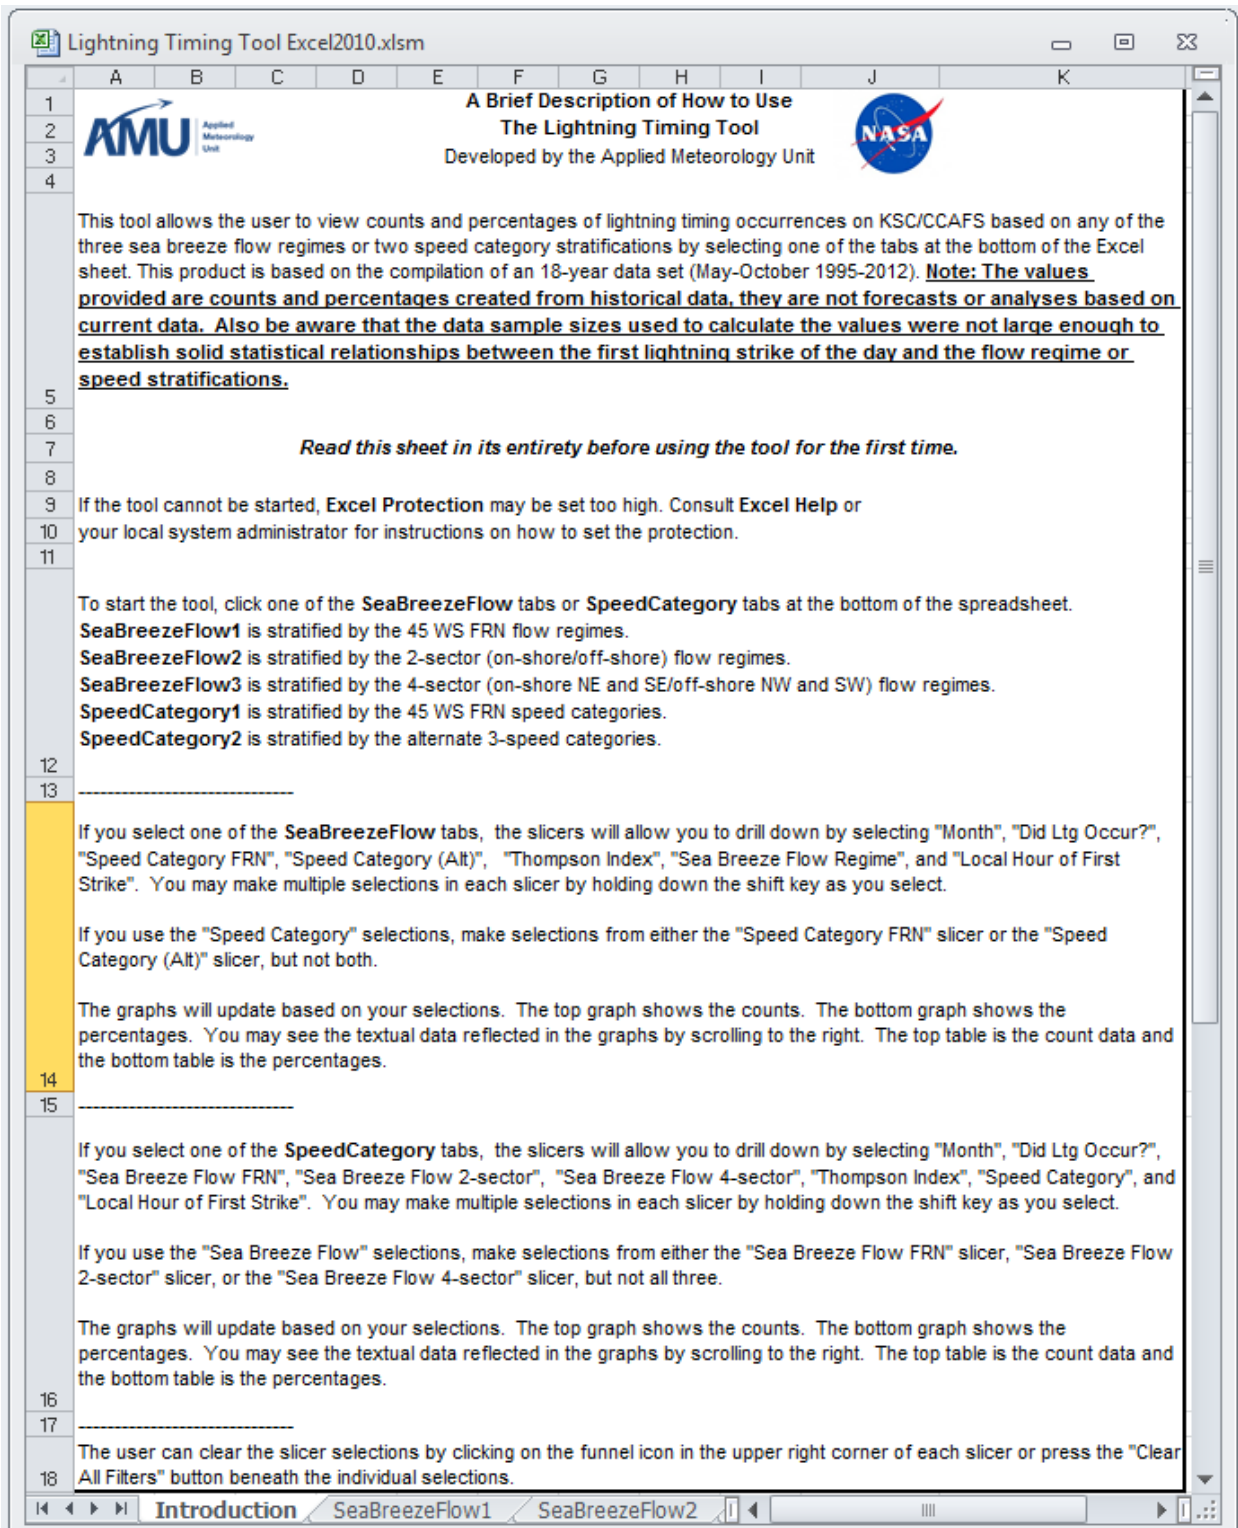 Lightning Timing Tool Excel2010.xlsm
A B C D E F G H I J K
1 A Brief Description of How to Use
2 AMU Applied Meteorology Unit The Lightning Timing Tool NASA
3 Developed by the Applied Meteorology Unit
4
This tool allows the user to view counts and percentages of lightning timing occurrences on KSC/CCAFS based on any of the
three sea breeze flow regimes or two speed category stratifications by selecting one of the tabs at the bottom of the Excel
sheet. This product is based on the compilation of an 18-year data set (May-October 1995-2012). Note: The values
provided are counts and percentages created from historical data, they are not forecasts or analyses based on
current data. Also be aware that the data sample sizes used to calculate the values were not large enough to
establish solid statistical relationships between the first lightning strike of the day and the flow regime or
speed stratifications.
5
6
7 Read this sheet in its entirety before using the tool for the first time.
8
9 If the tool cannot be started, Excel Protection may be set too high. Consult Excel Help or
10 your local system administrator for instructions on how to set the protection.
11
To start the tool, click one of the SeaBreezeFlow tabs or SpeedCategory tabs at the bottom of the spreadsheet.
SeaBreezeFlow1 is stratified by the 45 WS FRN flow regimes.
SeaBreezeFlow2 is stratified by the 2-sector (on-shore/off-shore) flow regimes.
SeaBreezeFlow3 is stratified by the 4-sector (on-shore NE and SE/off-shore NW and SW) flow regimes.
SpeedCategory1 is stratified by the 45 WS FRN speed categories.
SpeedCategory2 is stratified by the alternate 3-speed categories.
12
13 ------------------------------
If you select one of the SeaBreezeFlow tabs, the slicers will allow you to drill down by selecting "Month", "Did Ltg Occur?",
"Speed Category FRN", "Speed Category (Alt)", "Thompson Index", "Sea Breeze Flow Regime", and "Local Hour of First
Strike". You may make multiple selections in each slicer by holding down the shift key as you select.
If you use the "Speed Category" selections, make selections from either the "Speed Category FRN" slicer or the "Speed
Category (Alt)" slicer, but not both.
The graphs will update based on your selections. The top graph shows the counts. The bottom graph shows the
percentages. You may see the textual data reflected in the graphs by scrolling to the right. The top table is the count data and
the bottom table is the percentages.
14
15 ------------------------------
If you select one of the SpeedCategory tabs, the slicers will allow you to drill down by selecting "Month", "Did Ltg Occur?",
"Sea Breeze Flow FRN", "Sea Breeze Flow 2-sector", "Sea Breeze Flow 4-sector", "Thompson Index", "Speed Category", and
"Local Hour of First Strike". You may make multiple selections in each slicer by holding down the shift key as you select.
If you use the "Sea Breeze Flow" selections, make selections from either the "Sea Breeze Flow FRN" slicer, "Sea Breeze Flow
2-sector" slicer, or the "Sea Breeze Flow 4-sector" slicer, but not all three.
The graphs will update based on your selections. The top graph shows the counts. The bottom graph shows the
percentages. You may see the textual data reflected in the graphs by scrolling to the right. The top table is the count data and
the bottom table is the percentages.
16
17 ------------------------------
The user can clear the slicer selections by clicking on the funnel icon in the upper right corner of each slicer or press the "Clear
18 All Filters" button beneath the individual selections.
Introduction SeaBreezeFlow1 SeaBreezeFlow2